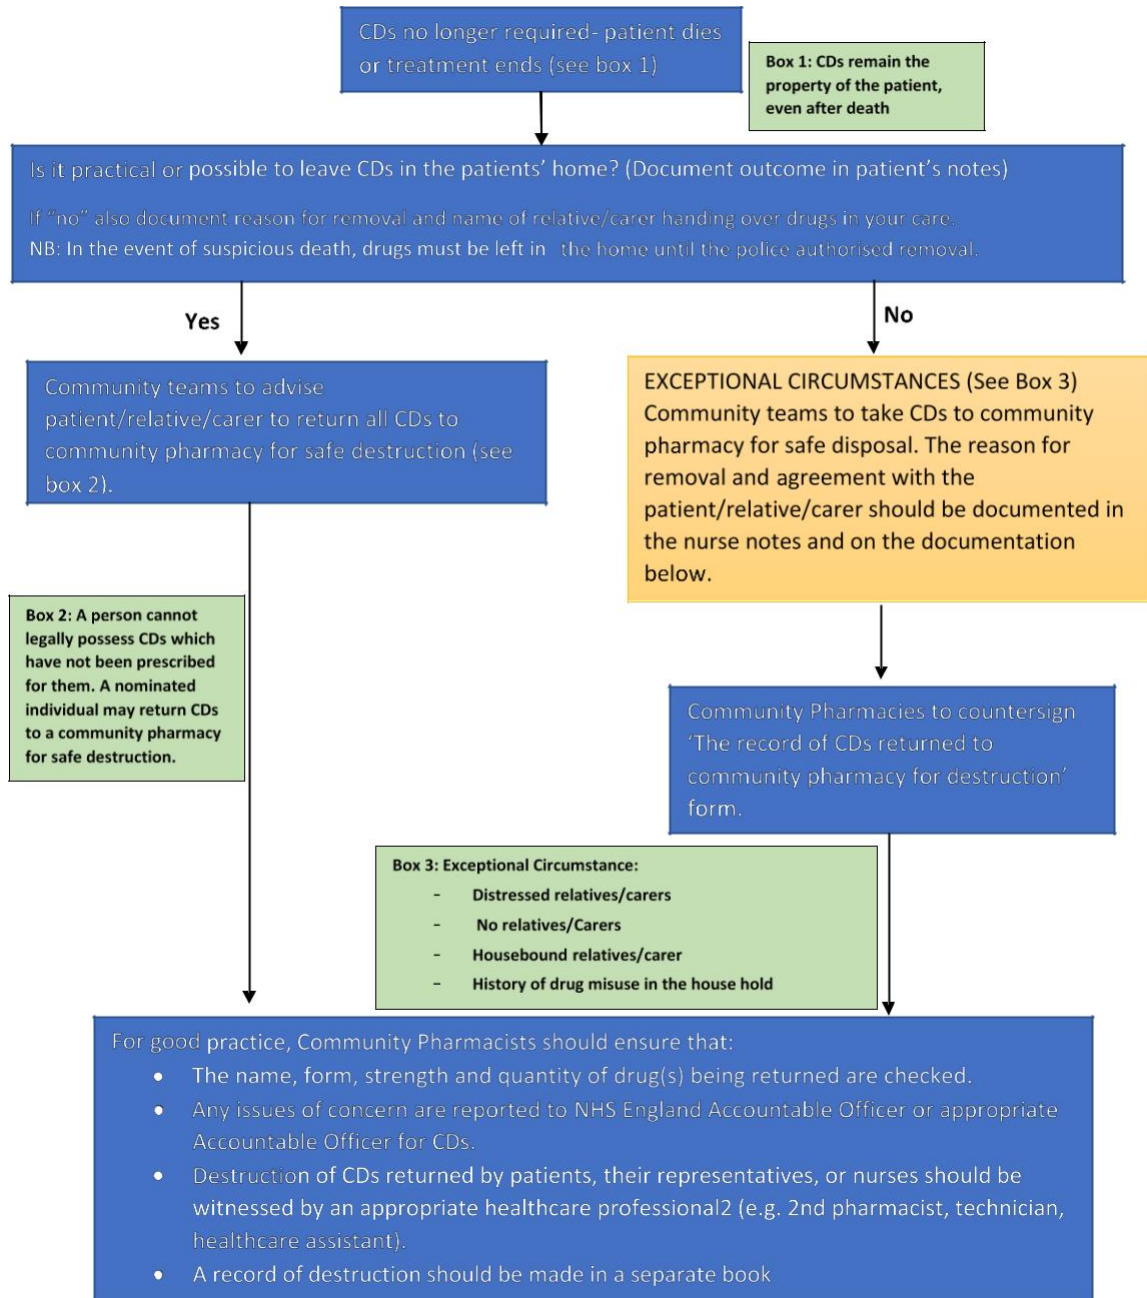 CDs no longer required- patient dies
or treatment ends (see box 1)
Box 1: CDs remain the
property of the patient,
even after death
Is it practical or possible to leave CDs in the patients' home? (Document outcome in patient's notes)
If "no" also document reason for removal and name of relative/carer handing over drugs in your care.
NB: In the event of suspicious death, drugs must be left in the home until the police authorised removal.
Yes
No
Community teams to advise
patient/relative/carer to return all CDs to
community pharmacy for safe destruction (see
box 2).
EXCEPTIONAL CIRCUMSTANCES (See Box 3)
Community teams to take CDs to community
pharmacy for safe disposal. The reason for
removal and agreement with the
patient/relative/carer should be documented in
the nurse notes and on the documentation
below.
Box 2: A person cannot
legally possess CDs which
have not been prescribed
for them. A nominated
individual may return CDs
to a community pharmacy
for safe destruction.
Community Pharmacies to countersign
'The record of CDs returned to
community pharmacy for destruction'
form.
Box 3: Exceptional Circumstance:
- Distressed relatives/carers
- No relatives/Carers
- Housebound relatives/carer
- History of drug misuse in the house hold
For good practice, Community Pharmacists should ensure that:
• The name, form, strength and quantity of drug(s) being returned are checked.
• Any issues of concern are reported to NHS England Accountable Officer or appropriate
Accountable Officer for CDs.
• Destruction of CDs returned by patients, their representatives, or nurses should be
witnessed by an appropriate healthcare professional2 (e.g. 2nd pharmacist, technician,
healthcare assistant).
• A record of destruction should be made in a separate book